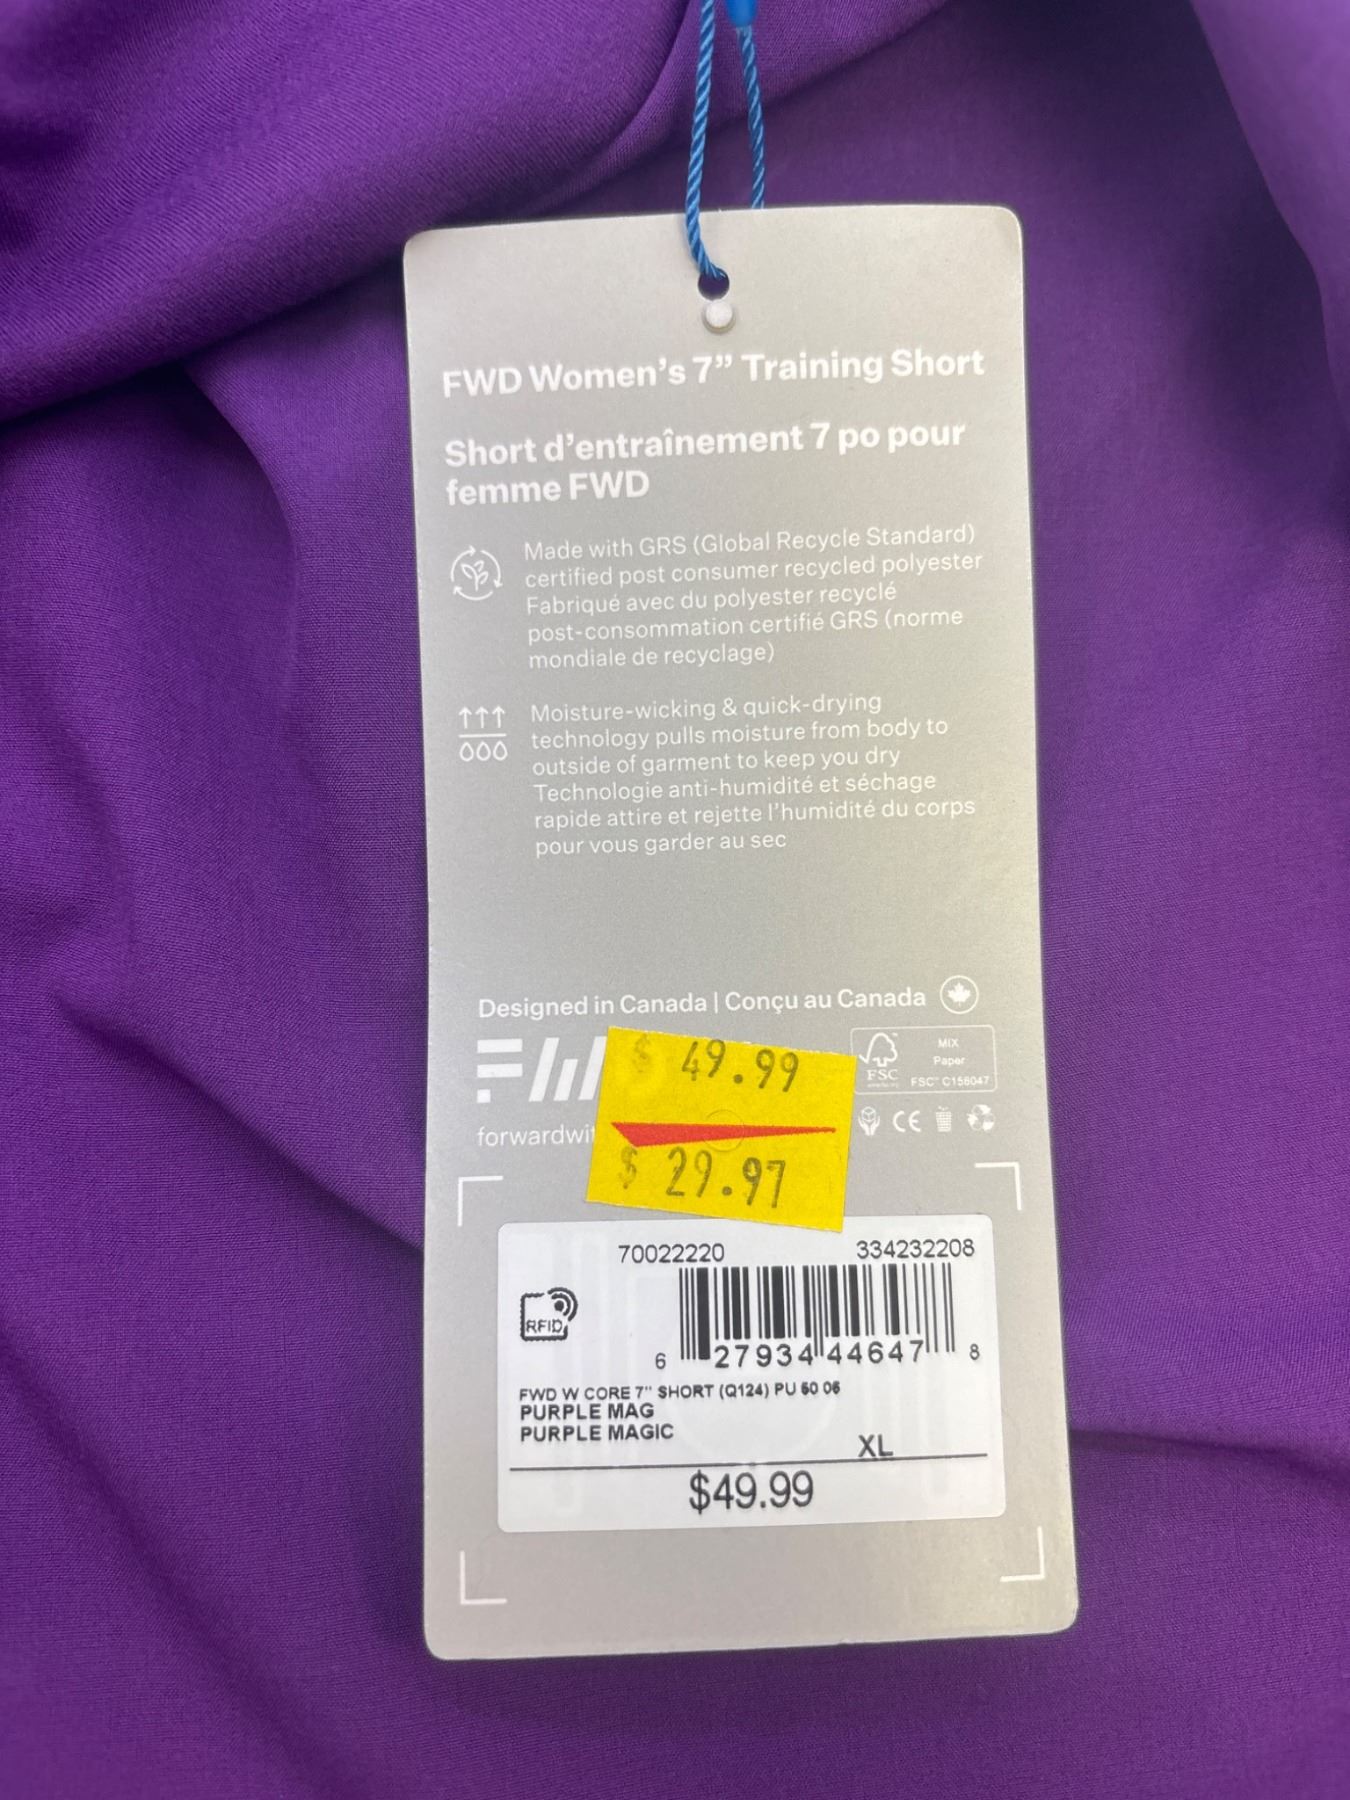 FWD Women's 7" Training Short
Short d'entraînement 7 po pour
femme FWD
Made with GRS (Global Recycle Standard)
certified post consumer recycled polyester
Fabriqué avec du polyester recyclé
post-consommation certifié GRS (norme
mondiale de recyclage)
Moisture-wicking & quick-drying
technology pulls moisture from body to
outside of garment to keep you dry
Technologie anti-humidité et séchage
rapide attire et rejette l'humidité du corps
pour vous garder au sec
Designed in Canada | Conçu au Canada
$ 49.99
$ 29.97
FSC
MIX
Paper
FSC™ C156047
forwardwi
CE
70022220 334232208
RFID
6 27934 44647 8
FWD W CORE 7" SHORT (Q124) PU 50 05
PURPLE MAG
PURPLE MAGIC
XL
$49.99